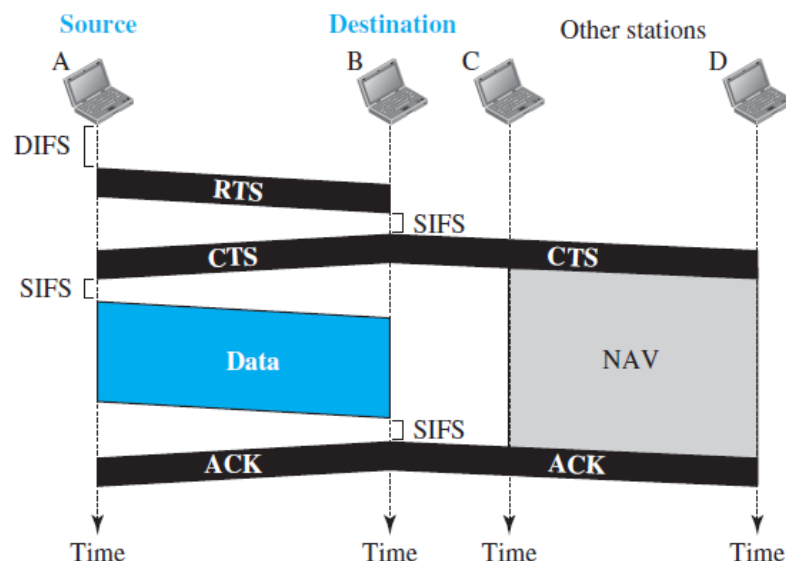 Source
Destination
Other stations
A
B
C
D
DIFS
RTS
SIFS
CTS
CTS
SIFS
Data
NAV
SIFS
ACK
ACK
Time
Time
Time
Time